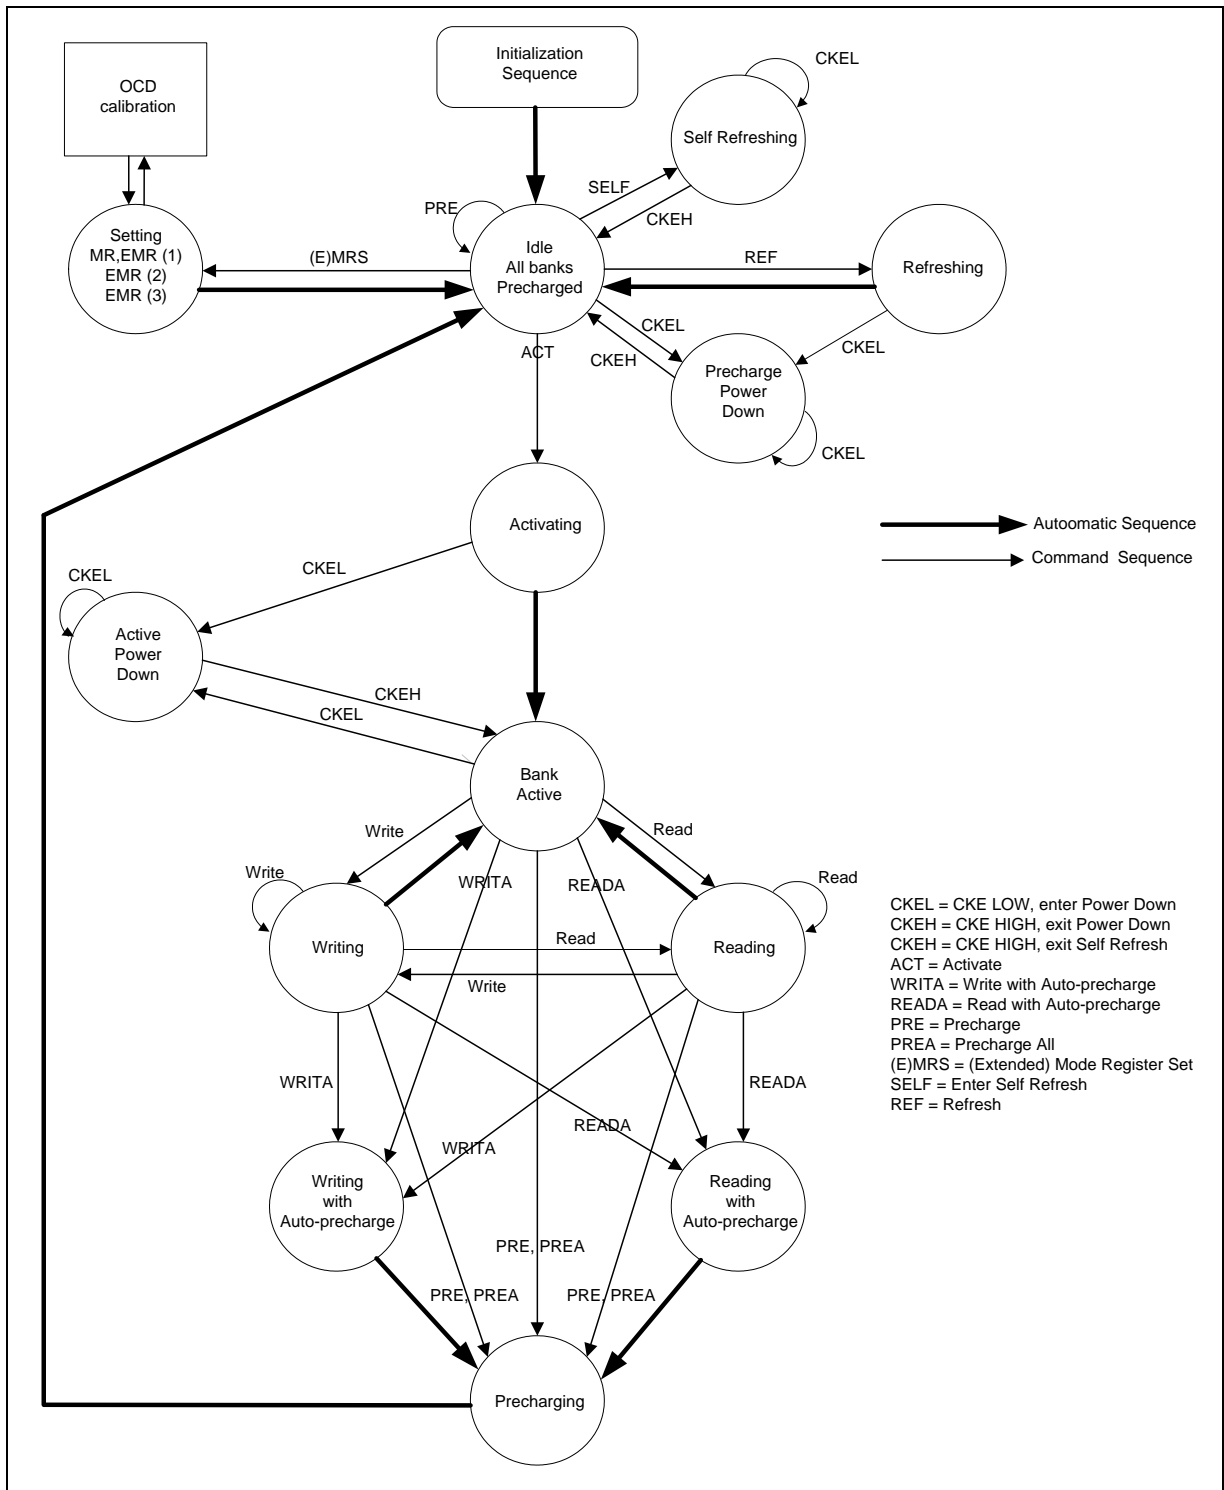 Initialization
Sequence
OCD
calibration
CKEL
Self Refreshing
SELF
CKEH
PRE
Setting
MR,EMR (1)
EMR (2)
EMR (3)
(E)MRS
Idle
All banks
Precharged
REF
Refreshing
CKEL
CKEH
CKEL
ACT
Precharge
Power
Down
CKEL
Activating
Autoomatic Sequence
Command Sequence
CKEL
CKEL
Active
Power
Down
CKEH
CKEL
Bank
Active
Write
Read
Write
WRITA
READA
Read
Writing
Read
Reading
Write
CKEL = CKE LOW, enter Power Down
CKEH = CKE HIGH, exit Power Down
CKEH = CKE HIGH, exit Self Refresh
ACT = Activate
WRITA = Write with Auto-precharge
READA = Read with Auto-precharge
PRE = Precharge
PREA = Precharge All
(E)MRS = (Extended) Mode Register Set
SELF = Enter Self Refresh
REF = Refresh
WRITA
READA
READA
WRITA
Writing
with
Auto-precharge
Reading
with
Auto-precharge
PRE, PREA
PRE, PREA
PRE, PREA
Precharging